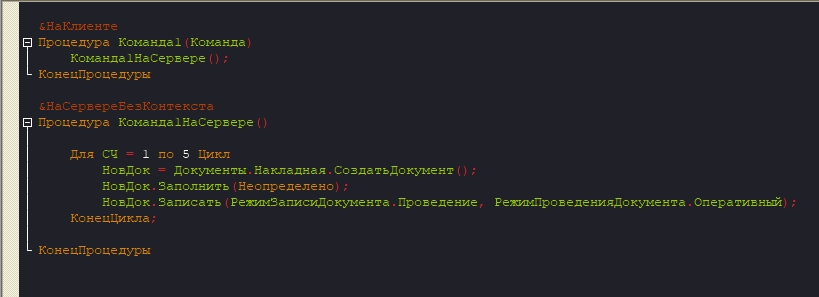 &НаКлиенте
Процедура Команда1(Команда)
Команда1НаСервере();
КонецПроцедуры
&НаСервереБезКонтекста
Процедура Команда1НаСервере()
Для СЧ = 1 по 5 Цикл
НовДок = Документы.Накладная.СоздатьДокумент();
НовДок.Заполнить(Неопределено);
НовДок.Записать(РежимЗаписиДокумента.Проведение, РежимПроведенияДокумента.Оперативный);
КонецЦикла;
КонецПроцедуры